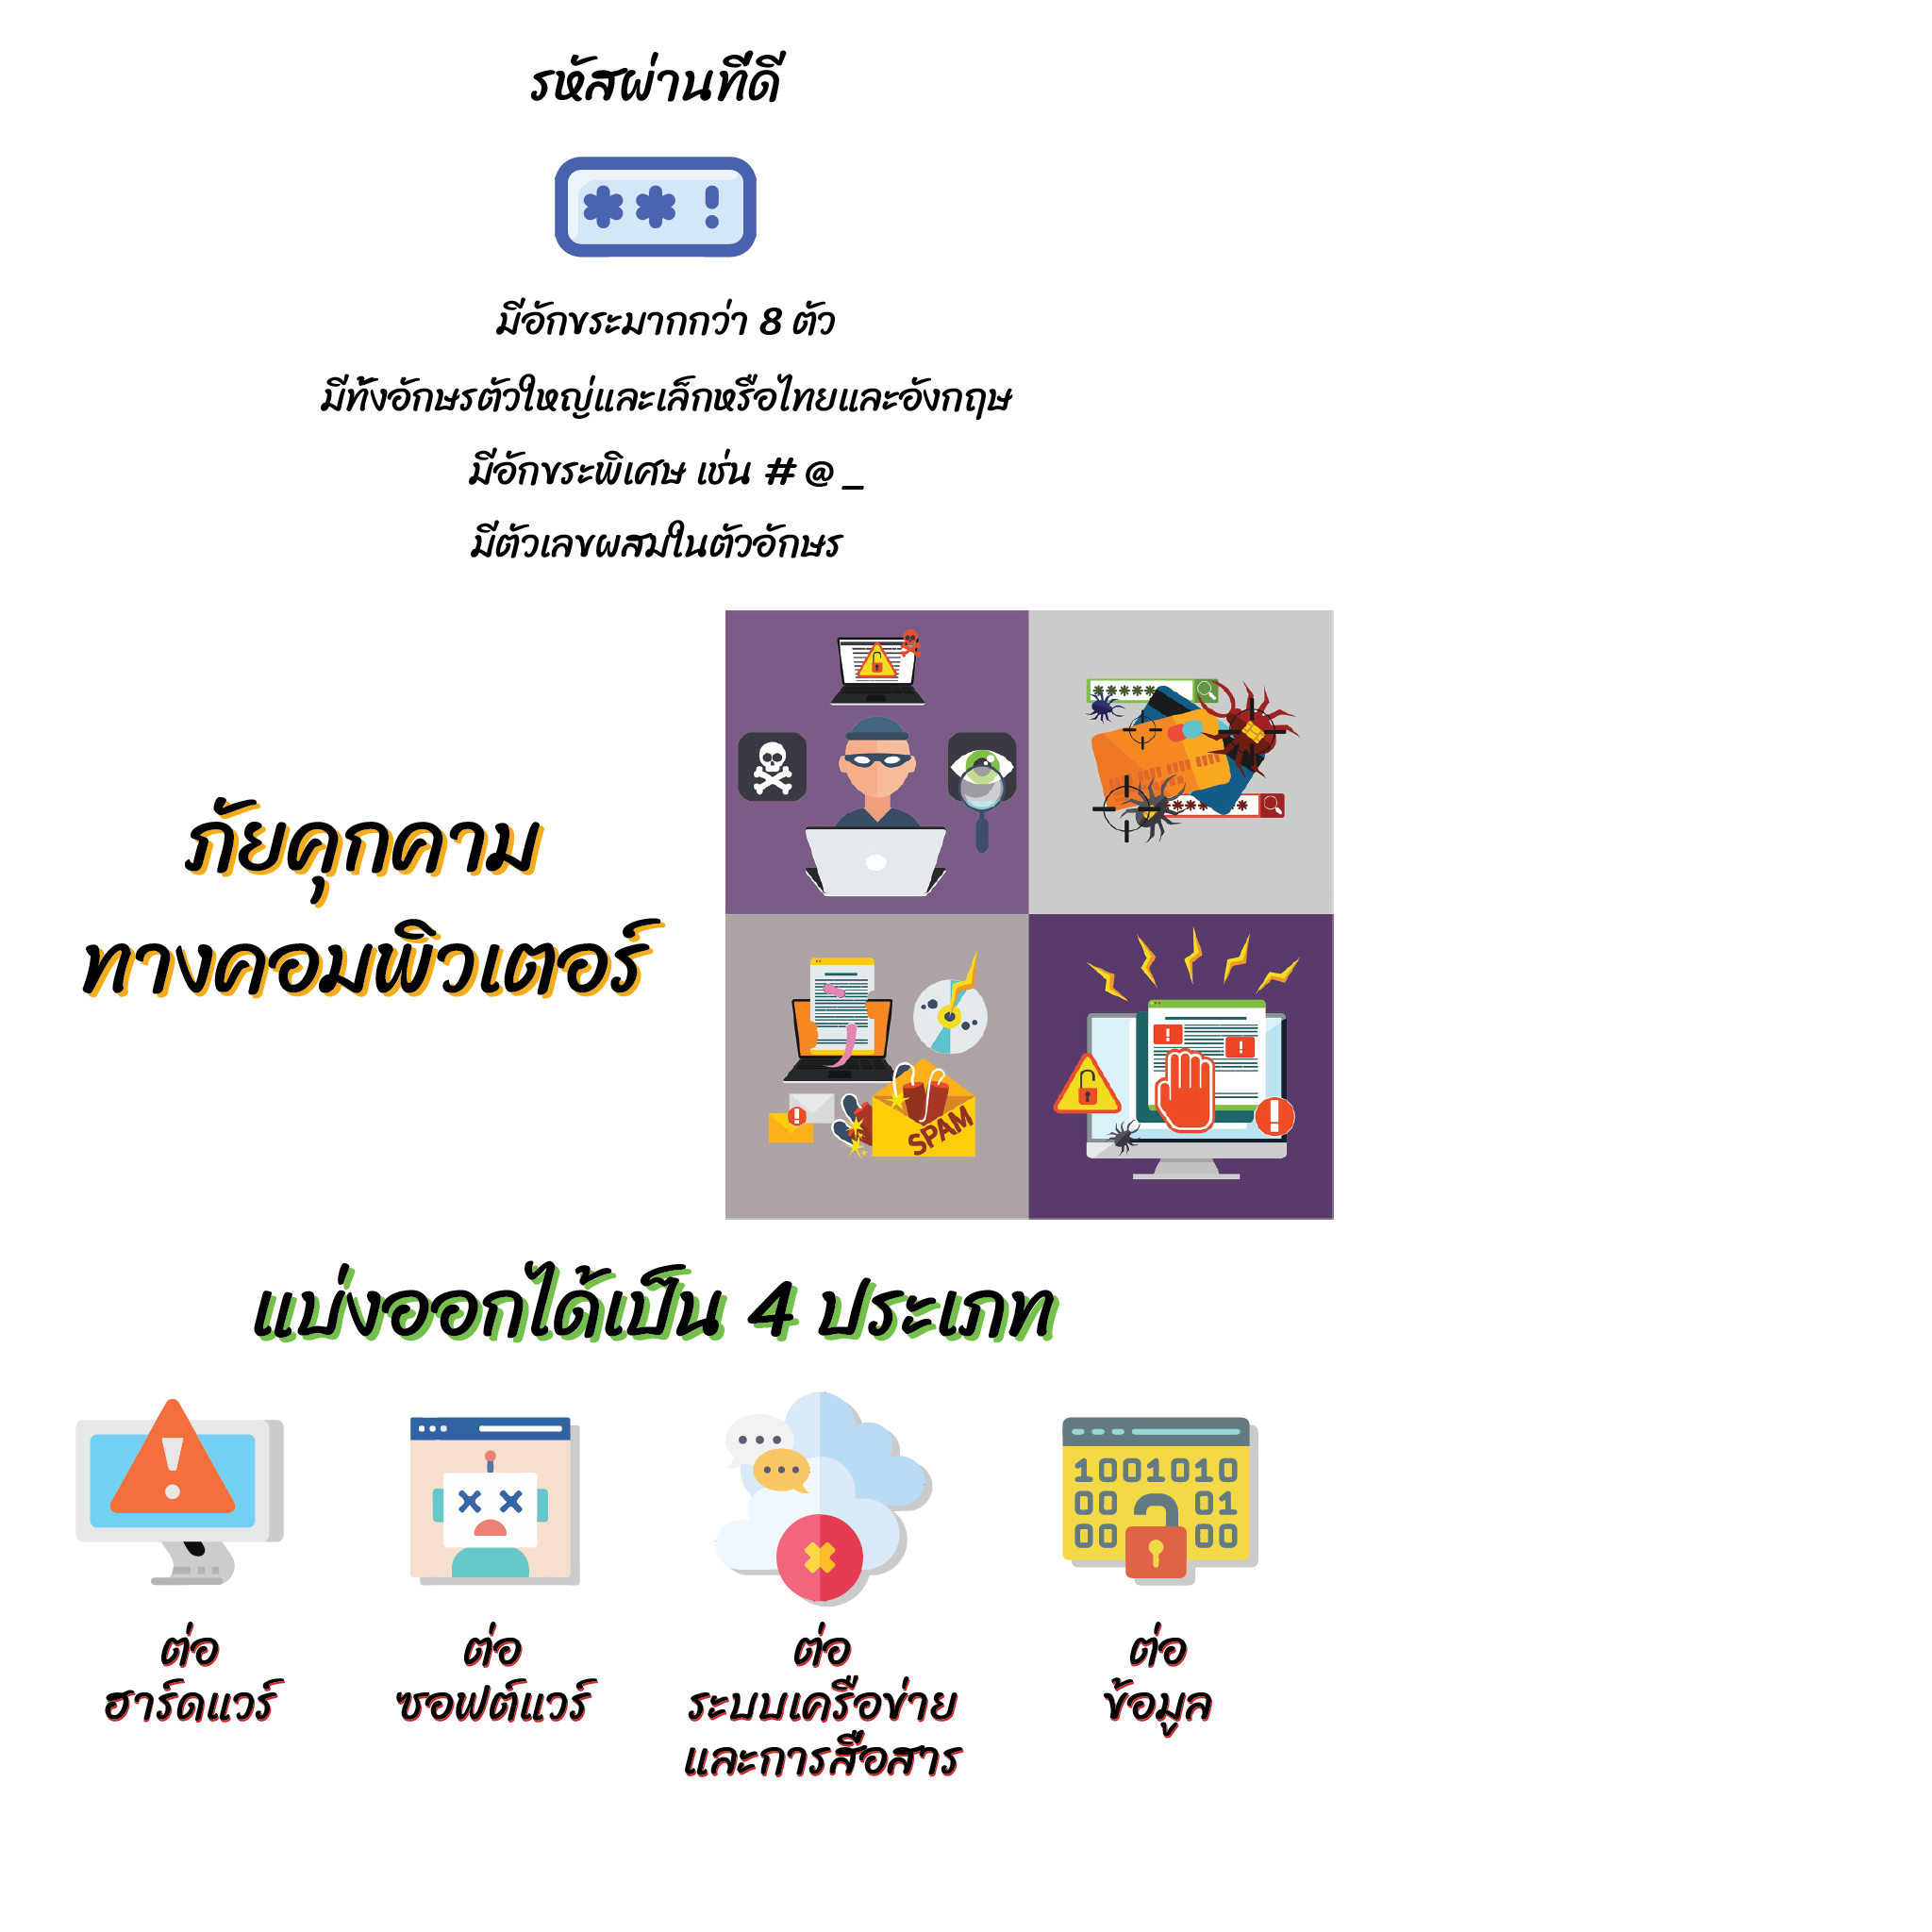 รหัสผ่านที่ดี
** !
มีอักขระมากกว่า 8 ตัว
มีทั้งอักษรตัวใหญ่และเล็กหรือไทยและอังกฤษ
มีอักขระพิเศษ เช่น # @ _
มีตัวเลขผสมในตัวอักษร
*****
*****
ภัยคุกคาม
ทางคอมพิวเตอร์
SPAM
แบ่งออกได้เป็น 4 ประเภท
1001010
00 01
00 00
ต่อ
ฮาร์ดแวร์
ต่อ
ซอฟต์แวร์
ต่อ
ระบบเครือข่าย
และการสื่อสาร
ต่อ
ข้อมูล